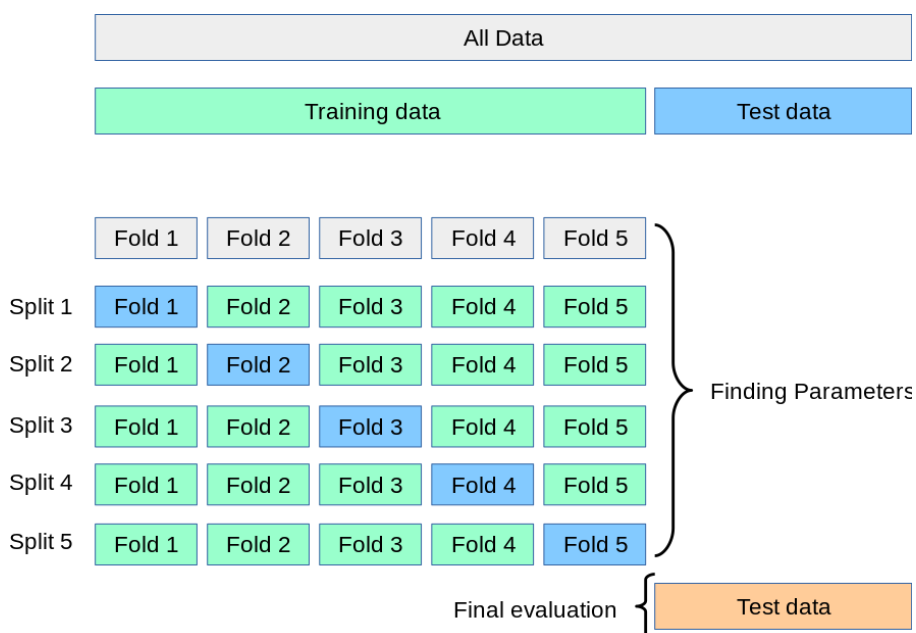 All Data
Training data Test data
Fold 1 Fold 2 Fold 3 Fold 4 Fold 5
Split 1 Fold 1 Fold 2 Fold 3 Fold 4 Fold 5
Split 2 Fold 1 Fold 2 Fold 3 Fold 4 Fold 5
Finding Parameters
Split 3 Fold 1 Fold 2 Fold 3 Fold 4 Fold 5
Split 4 Fold 1 Fold 2 Fold 3 Fold 4 Fold 5
Split 5 Fold 1 Fold 2 Fold 3 Fold 4 Fold 5
Final evaluation Test data